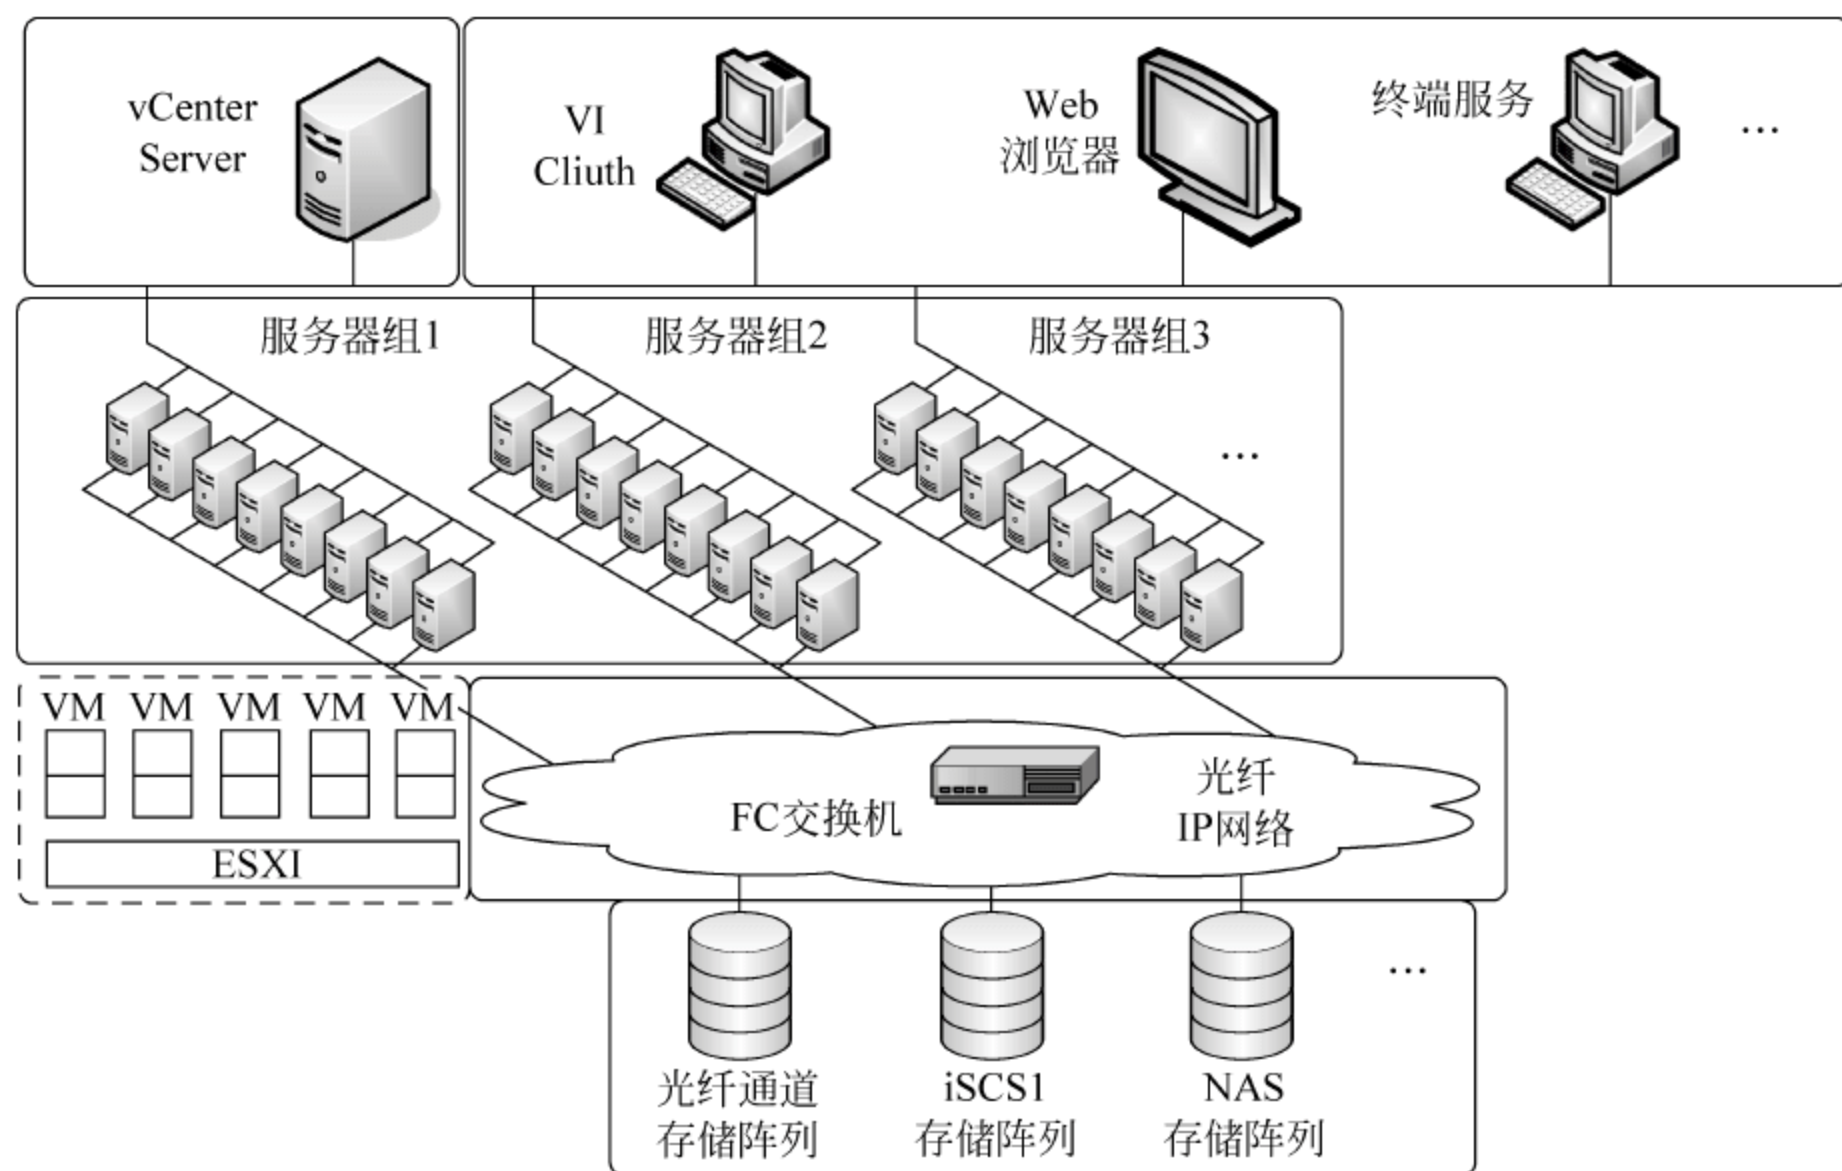 vCenter
Server
VI
Cliuth
Web
浏览器
终端服务
…
服务器组1
服务器组2
服务器组3
…
VM VM VM VM VM
ESXI
FC交换机
光纤
IP网络
光纤通道
存储阵列
iSCS1
存储阵列
NAS
存储阵列
…